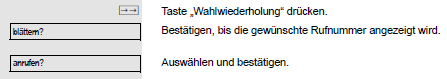 →→ Taste „Wahlwiederholung" drücken.
blättern? Bestätigen, bis die gewünschte Rufnummer angezeigt wird.
anrufen? Auswählen und bestätigen.